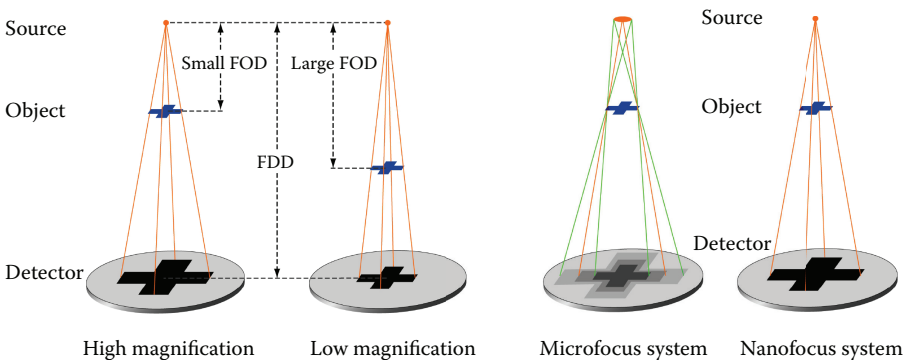 Source
Object
Detector
Small FOD
Large FOD
FDD
High magnification
Low magnification
Source
Object
Detector
Microfocus system
Nanofocus system